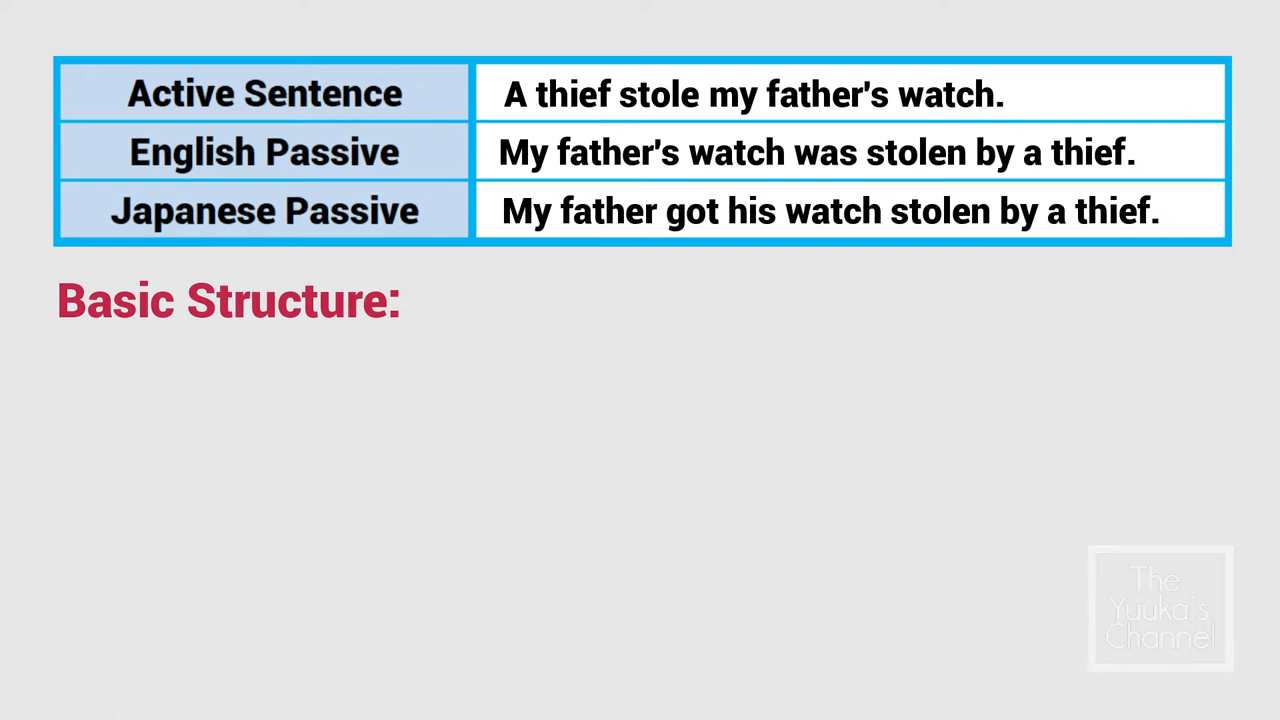 Active Sentence A thief stole my father's watch.
English Passive My father's watch was stolen by a thief.
Japanese Passive My father got his watch stolen by a thief.
Basic Structure:
The
Yuuka's
Channel